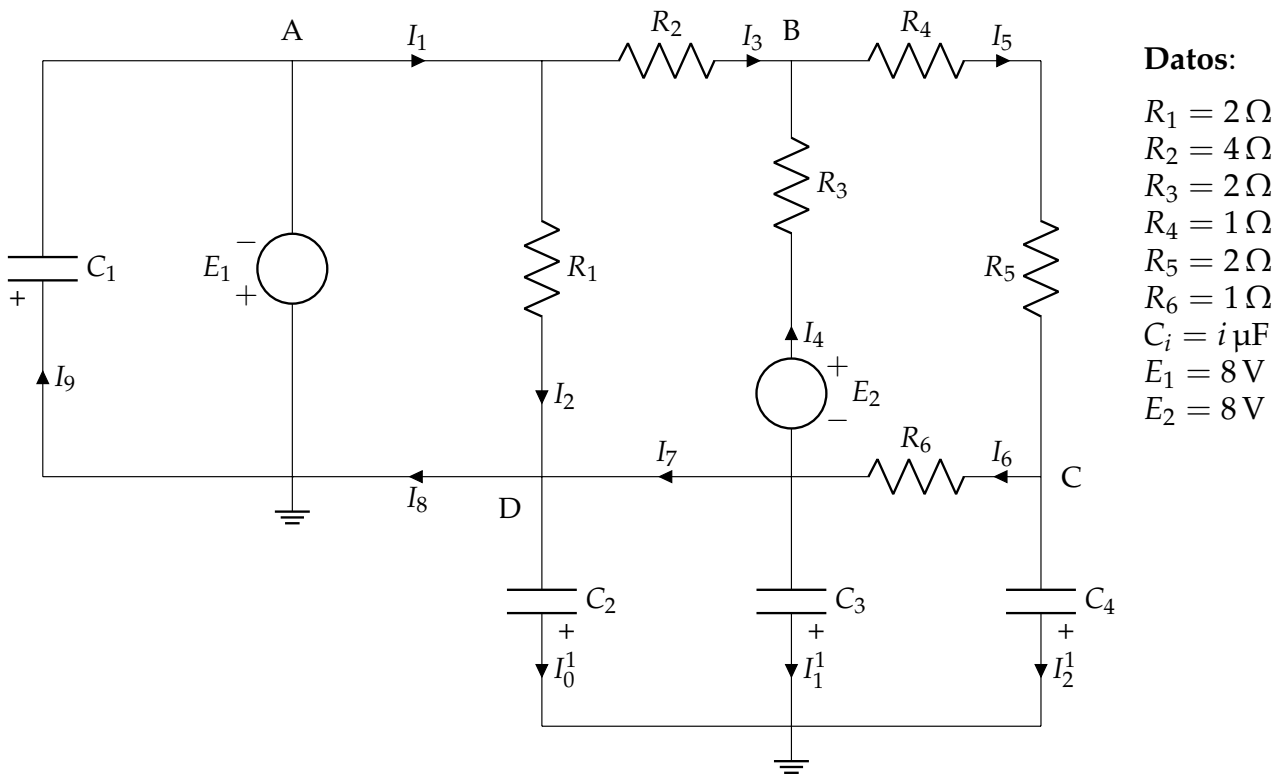 A
I₁
R₂
I₃
B
R₄
I₅
Datos:
R₁ = 2 Ω
R₂ = 4 Ω
R₃ = 2 Ω
R₄ = 1 Ω
R₅ = 2 Ω
R₆ = 1 Ω
Cᵢ = i µF
E₁ = 8 V
E₂ = 8 V
R₃
C₁
+
−
E₁
+
R₁
R₅
I₄
I₉
I₂
+
E₂
−
R₆
I₇
I₆
C
I₈
D
C₂
+
C₃
+
C₄
+
I₀¹
I₁¹
I₂¹